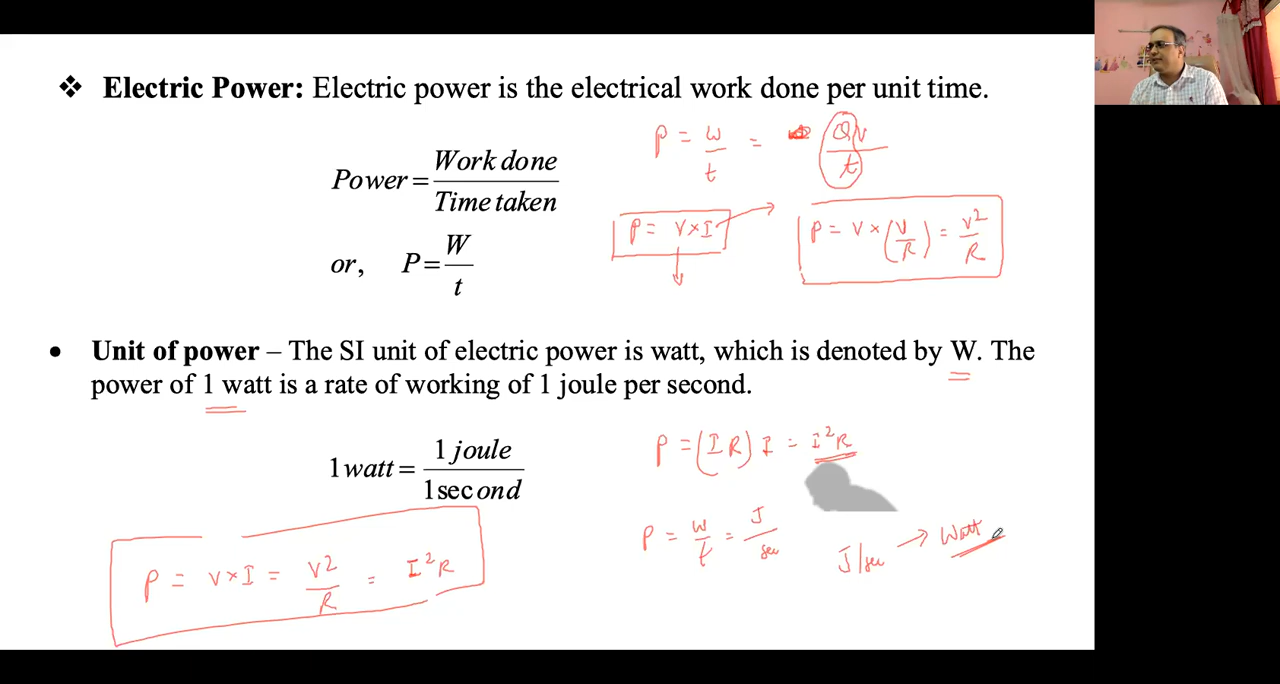 ❖ Electric Power: Electric power is the electrical work done per unit time.
Power = Work done / Time taken
P = W/t = QV/t
P = V×I
P = V×(V/R) = V²/R
or, P = W/t
• Unit of power – The SI unit of electric power is watt, which is denoted by W. The
power of 1 watt is a rate of working of 1 joule per second.
1 watt = 1 joule / 1 second
P = (IR) I = I²R
P = W/t = J/sec
J/sec → Watt
P = V×I = V²/R = I²R